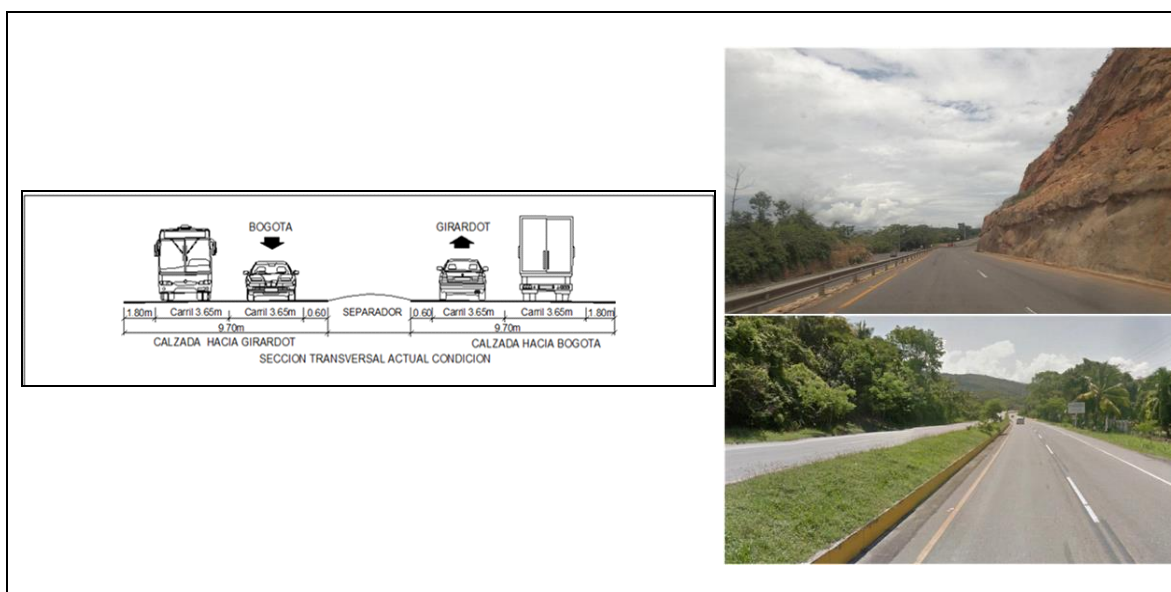 BOGOTA GIRARDOT
1.80m Carril 3.65m Carril 3.65m 0.60 SEPARADOR 0.60 Carril 3.65m Carril 3.65m 1.80m
9.70m 9.70m
CALZADA HACIA GIRARDOT CALZADA HACIA BOGOTA
SECCION TRANSVERSAL ACTUAL CONDICION